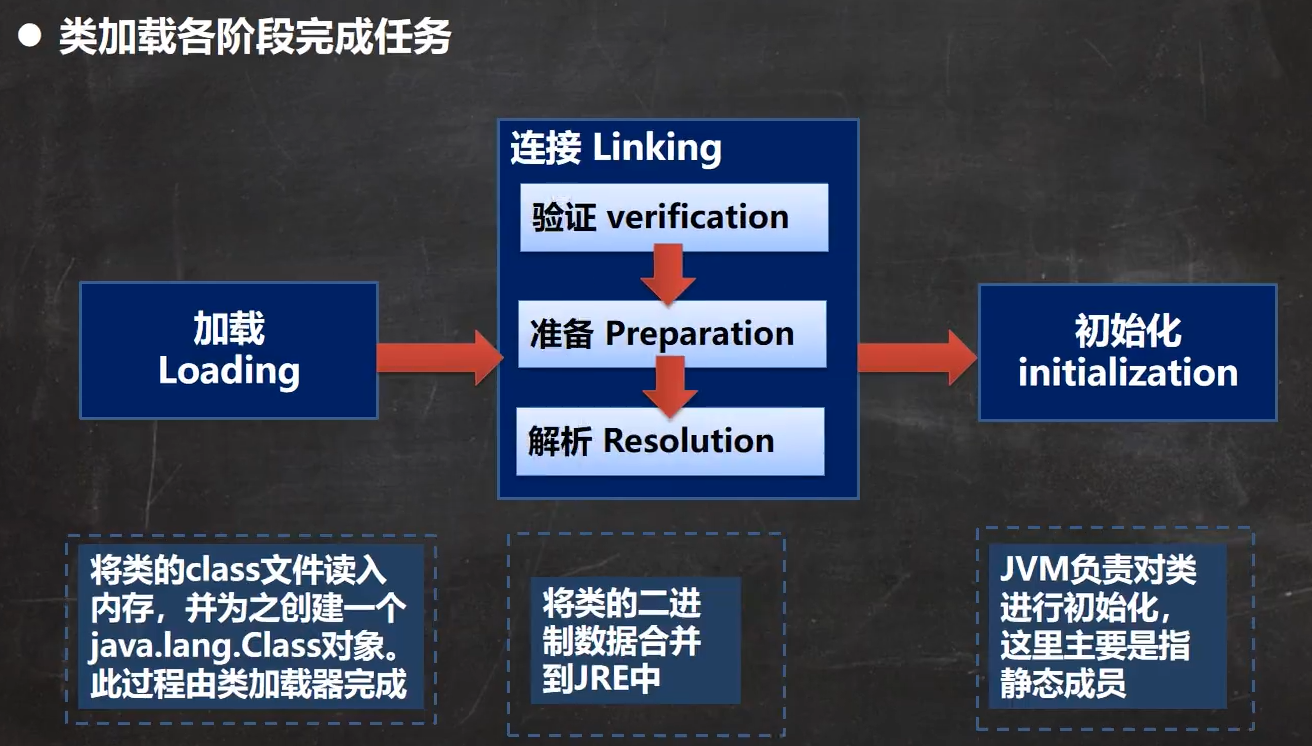 类加载各阶段完成任务
连接 Linking
验证 verification
准备 Preparation
解析 Resolution
加载
Loading
初始化
initialization
将类的class文件读入
内存，并为之创建一个
java.lang.Class对象。
此过程由类加载器完成
将类的二进
制数据合并
到JRE中
JVM负责对类
进行初始化，
这里主要是指
静态成员